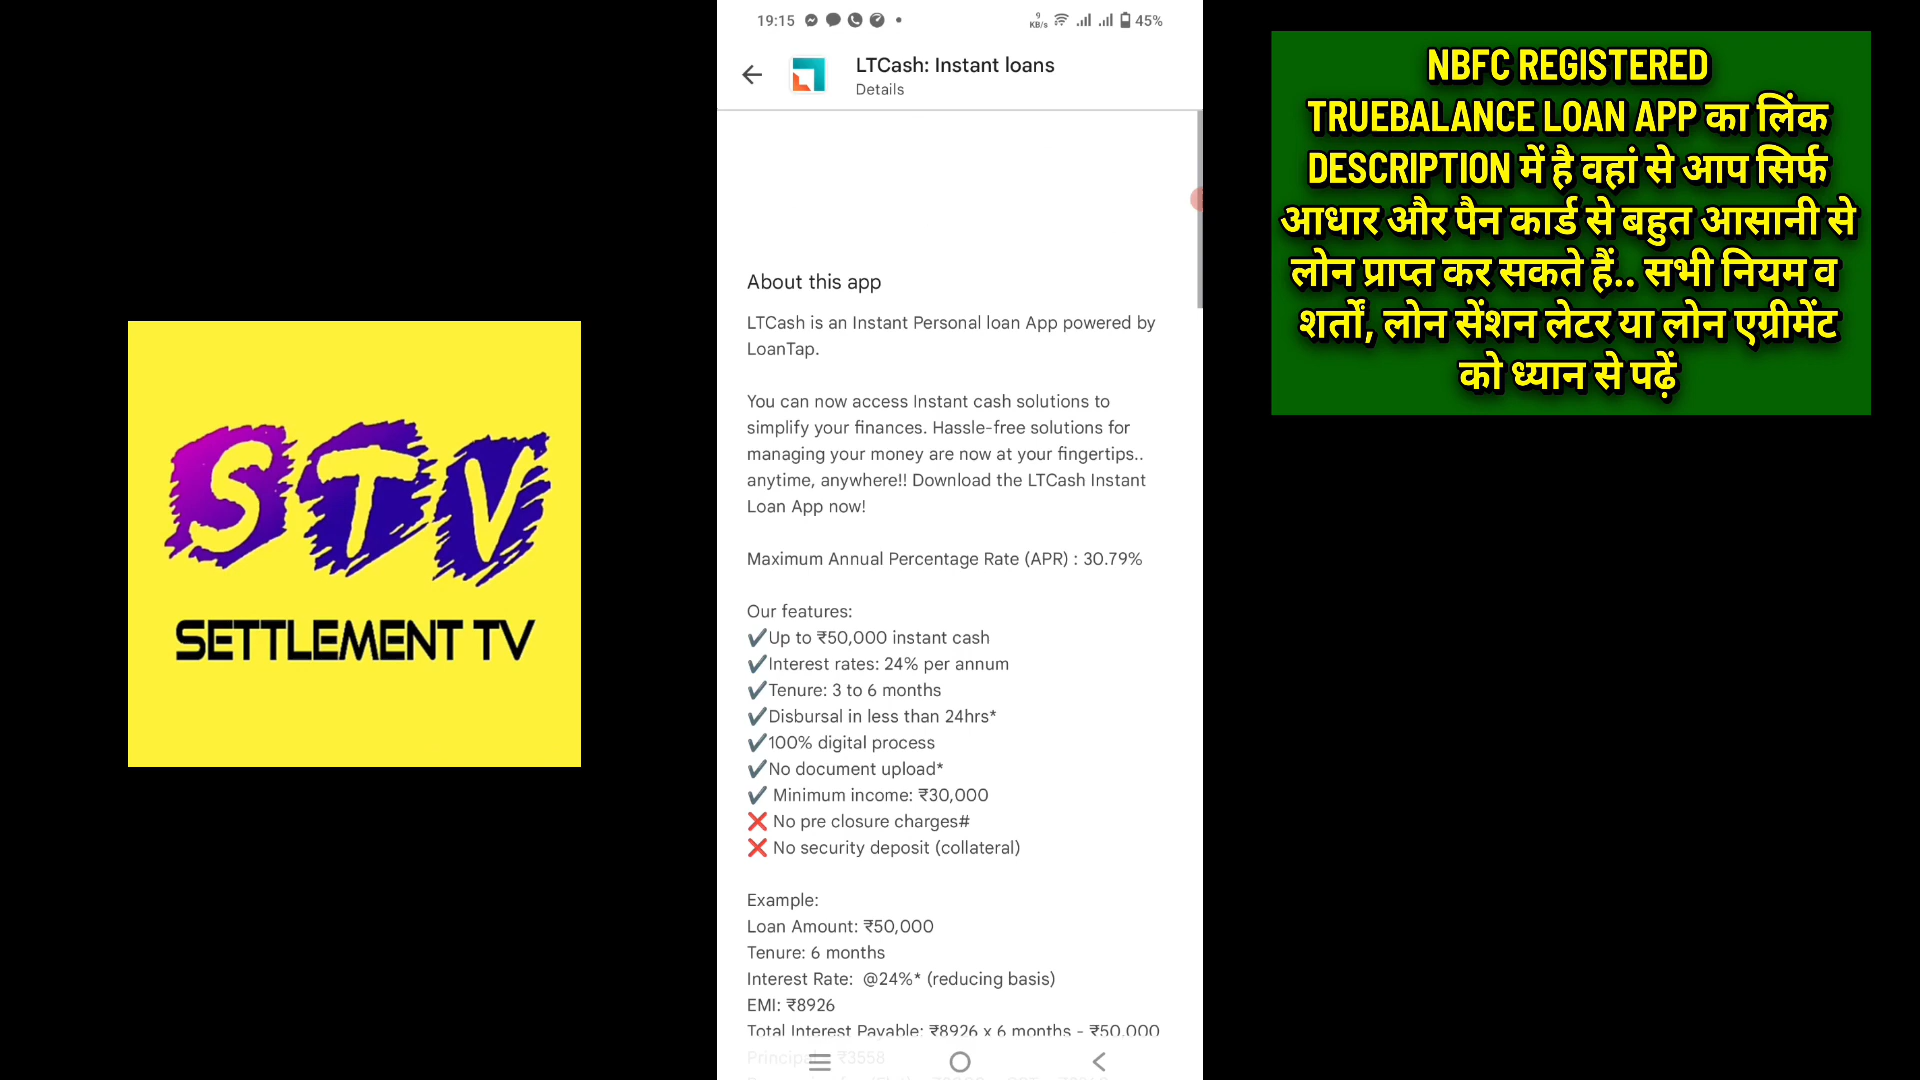 19:15
9
KB/s
45%
LTCash: Instant loans
Details
About this app
LTCash is an Instant Personal loan App powered by
LoanTap.
You can now access Instant cash solutions to
simplify your finances. Hassle-free solutions for
managing your money are now at your fingertips..
anytime, anywhere!! Download the LTCash Instant
Loan App now!
Maximum Annual Percentage Rate (APR) : 30.79%
Our features:
✔Up to ₹50,000 instant cash
✔Interest rates: 24% per annum
✔Tenure: 3 to 6 months
✔Disbursal in less than 24hrs*
✔100% digital process
✔No document upload*
✔ Minimum income: ₹30,000
❌ No pre closure charges#
❌ No security deposit (collateral)
Example:
Loan Amount: ₹50,000
Tenure: 6 months
Interest Rate:  @24%* (reducing basis)
EMI: ₹8926
Total Interest Payable: ₹8926 x 6 months - ₹50,000
Principal ₹3558
STV
SETTLEMENT TV
NBFC REGISTERED
TRUEBALANCE LOAN APP का लिंक
DESCRIPTION में है वहां से आप सिर्फ
आधार और पैन कार्ड से बहुत आसानी से
लोन प्राप्त कर सकते हैं.. सभी नियम व
शर्तों, लोन सेंशन लेटर या लोन एग्रीमेंट
को ध्यान से पढ़ें